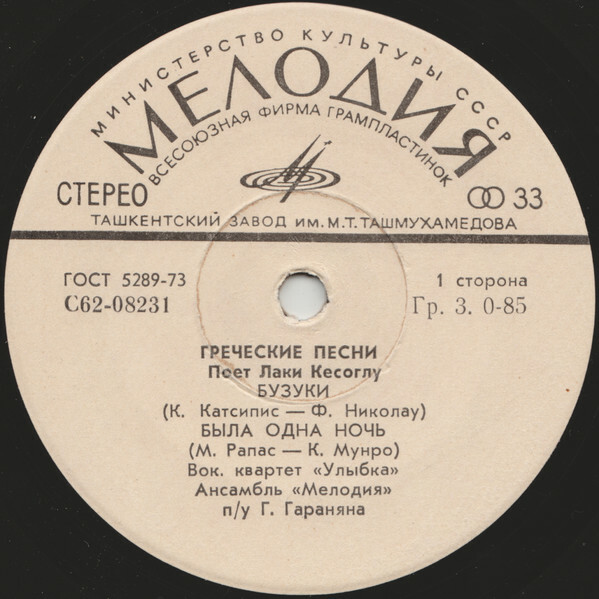 МИНИСТЕРСТВО КУЛЬТУРЫ СССР
МЕЛОДИЯ
ВСЕСОЮЗНАЯ ФИРМА ГРАМПЛАСТИНОК
СТЕРЕО 33
ТАШКЕНТСКИЙ ЗАВОД ИМ. М.Т. ТАШМУХАМЕДОВА
ГОСТ 5289-73 1 сторона
С62-08231 Гр. 3. 0-85
ГРЕЧЕСКИЕ ПЕСНИ
Поет Лаки Кесоглу
БУЗУКИ
(К. Катсипис — Ф. Николау)
БЫЛА ОДНА НОЧЬ
(М. Рапас — К. Мунро)
Вок. квартет «Улыбка»
Ансамбль «Мелодия»
п/у Г. Гараняна